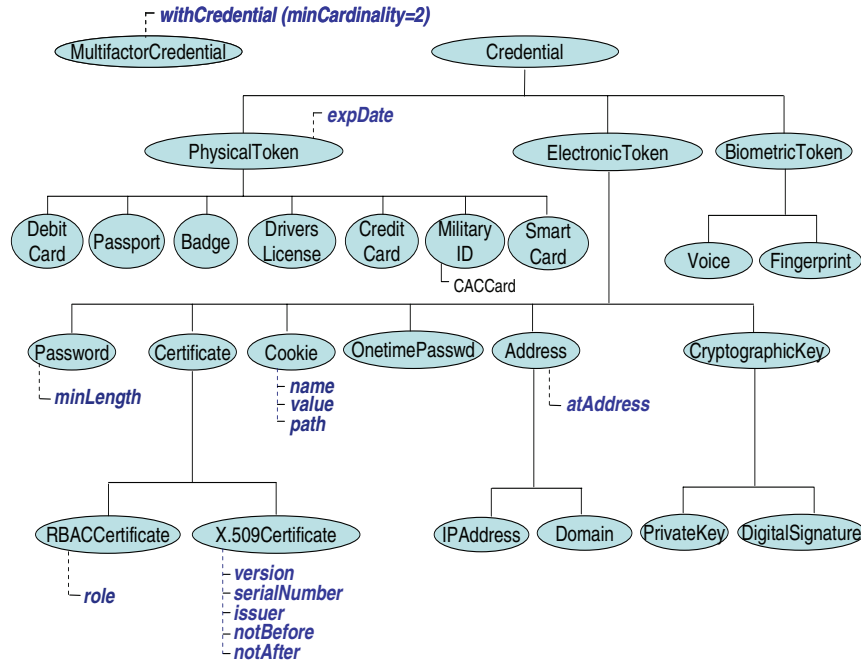 withCredential (minCardinality=2)
MultifactorCredential
Credential
expDate
PhysicalToken
ElectronicToken
BiometricToken
Debit
Card
Passport
Badge
Drivers
License
Credit
Card
Military
ID
Smart
Card
CACCard
Voice
Fingerprint
Password
Certificate
Cookie
OnetimePasswd
Address
CryptographicKey
minLength
name
value
path
atAddress
RBACCertificate
X.509Certificate
IPAddress
Domain
PrivateKey
DigitalSignature
role
version
serialNumber
issuer
notBefore
notAfter